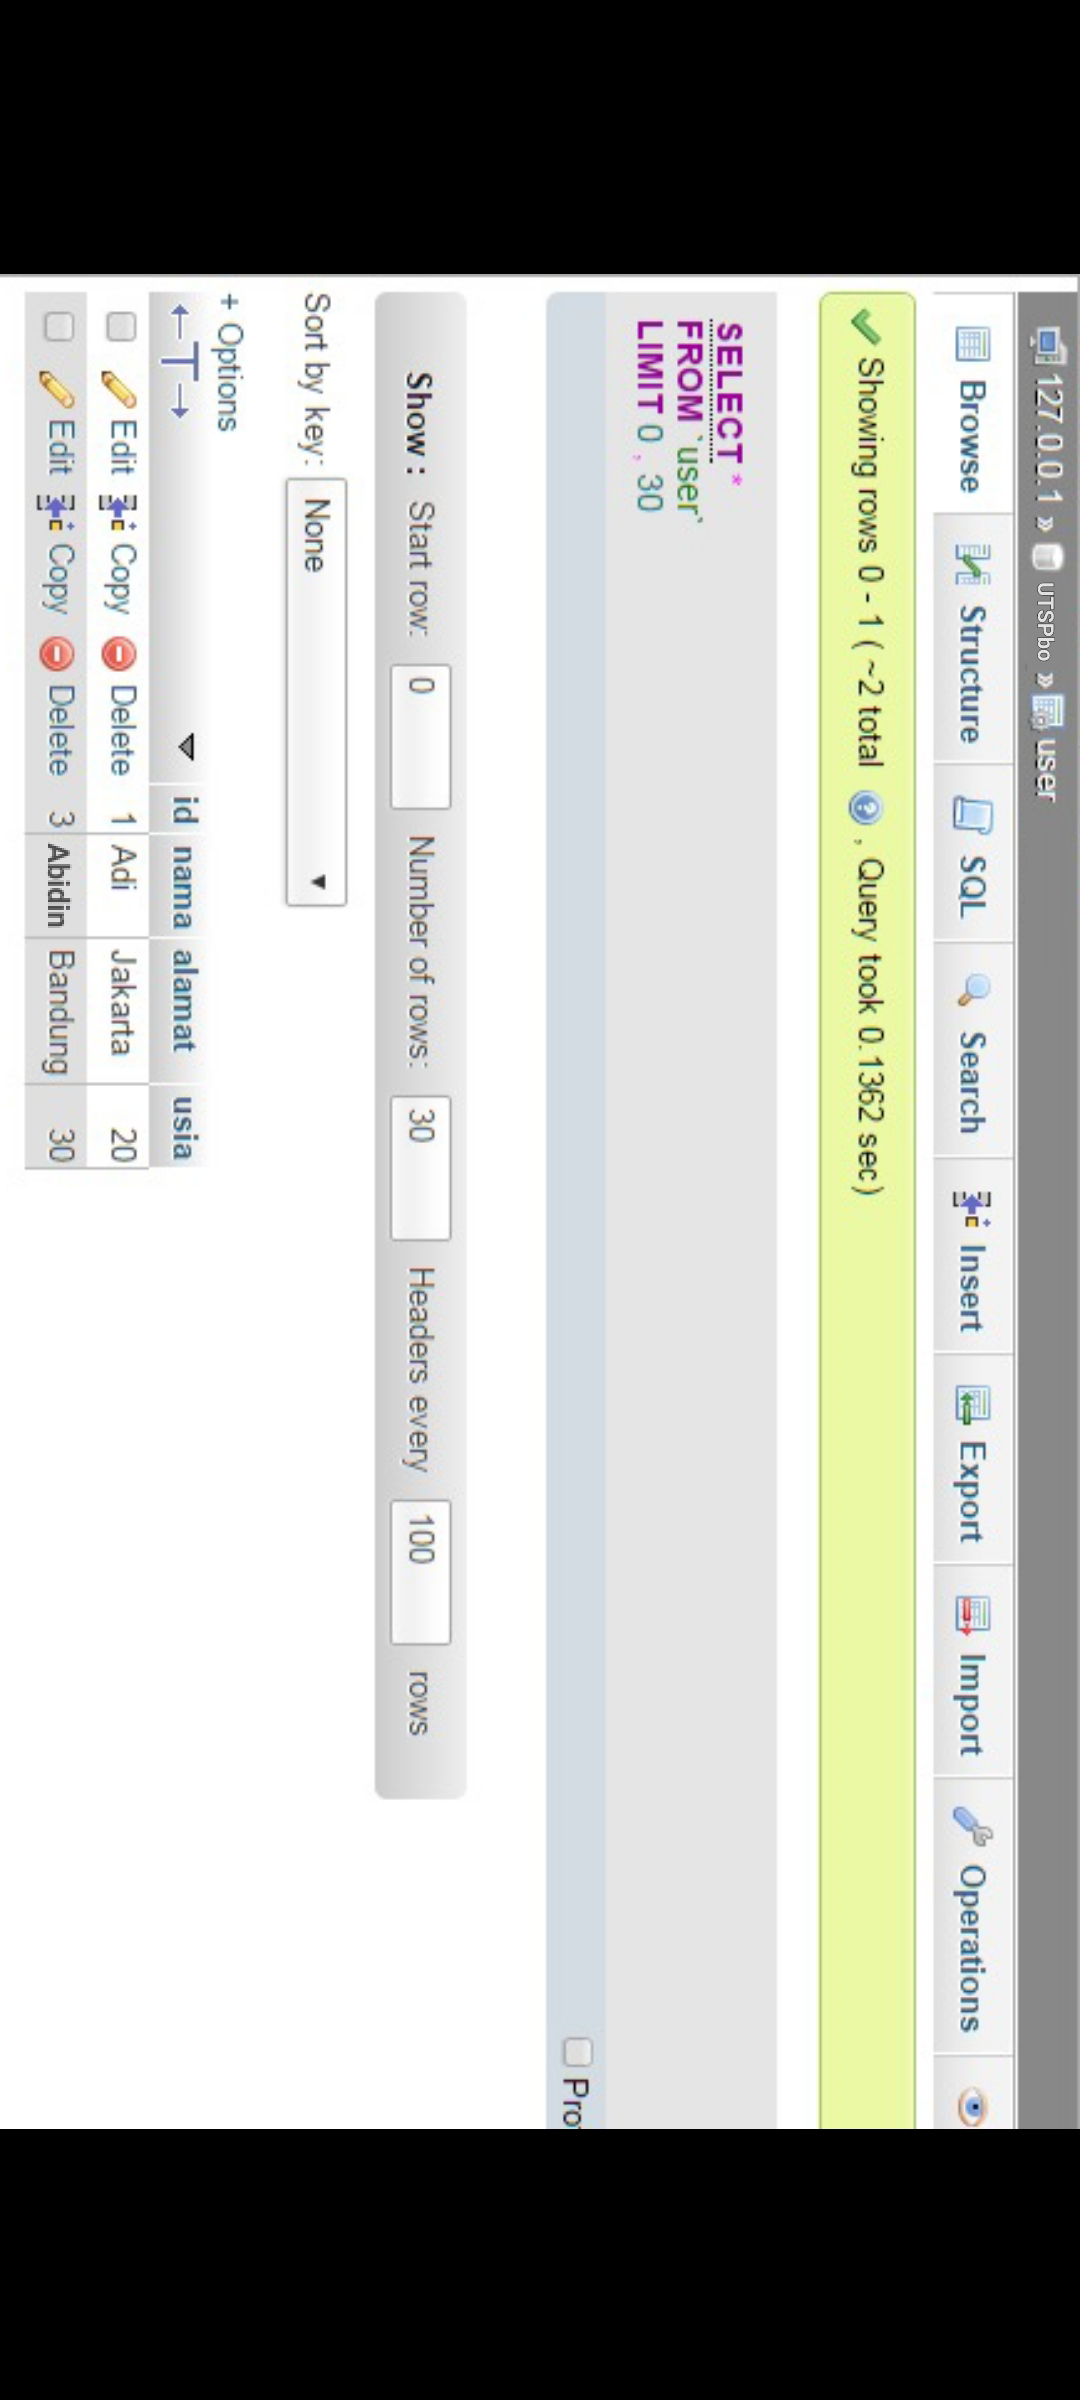 127.0.0.1 » UTSPbo » user
Browse Structure SQL Search Insert Export Import Operations
Showing rows 0 - 1 ( ~2 total , Query took 0.1362 sec)
SELECT *
FROM `user`
LIMIT 0 , 30
Show : Start row: 0 Number of rows: 30 Headers every 100 rows
Sort by key: None
+ Options
←T→ id nama alamat usia
Edit Copy Delete 1 Adi Jakarta 20
Edit Copy Delete 3 Abidin Bandung 30